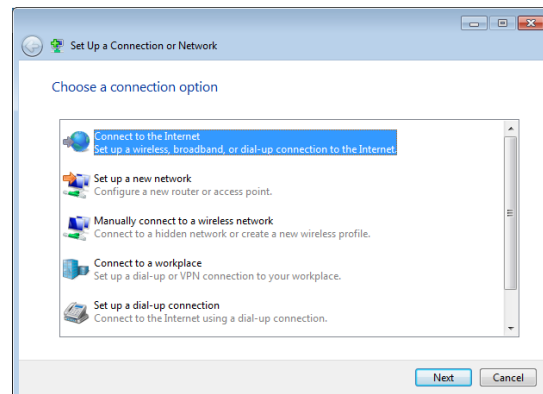 Set Up a Connection or Network
Choose a connection option
Connect to the Internet
Set up a wireless, broadband, or dial-up connection to the Internet.
Set up a new network
Configure a new router or access point.
Manually connect to a wireless network
Connect to a hidden network or create a new wireless profile.
Connect to a workplace
Set up a dial-up or VPN connection to your workplace.
Set up a dial-up connection
Connect to the Internet using a dial-up connection.
Next Cancel